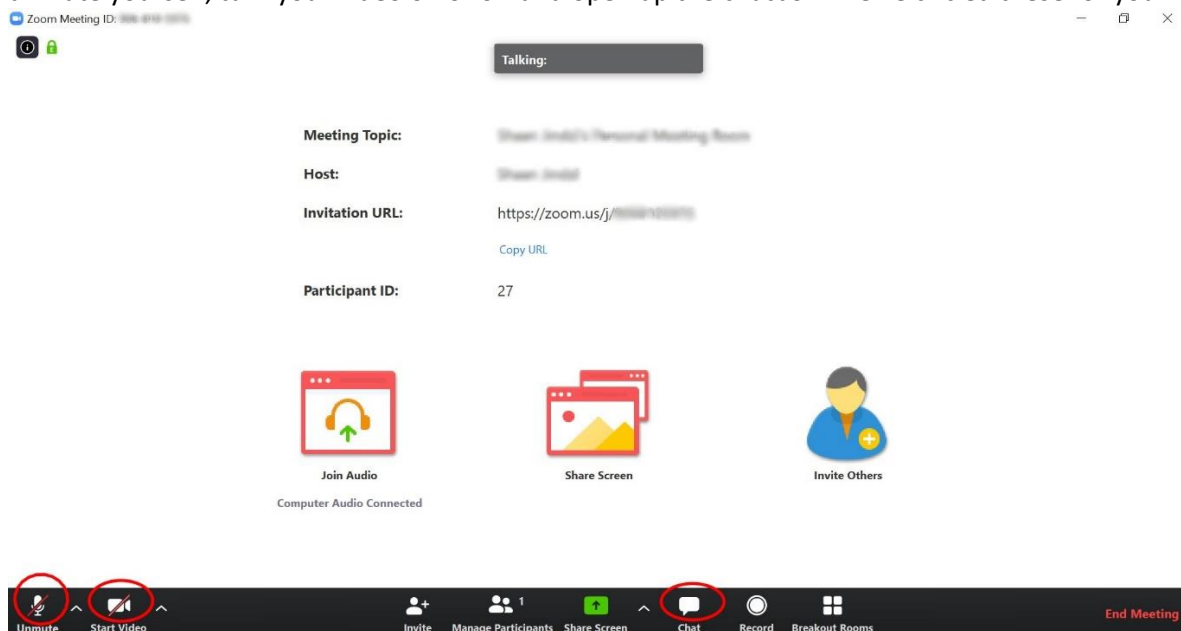 Zoom Meeting ID:
Talking:
Meeting Topic:
Host:
Invitation URL: https://zoom.us/j/
Copy URL
Participant ID: 27
Join Audio
Share Screen
Invite Others
Computer Audio Connected
1
Unmute Start Video Invite Manage Participants Share Screen Chat Record Breakout Rooms End Meeting